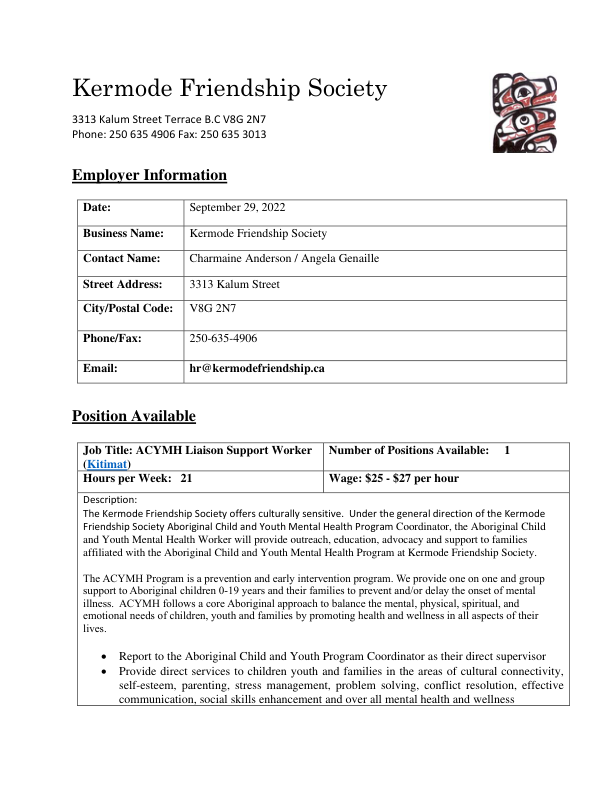 Kermode Friendship Society
3313 Kalum Street Terrace B.C V8G 2N7
Phone: 250 635 4906 Fax: 250 635 3013
Employer Information
Date: September 29, 2022
Business Name: Kermode Friendship Society
Contact Name: Charmaine Anderson / Angela Genaille
Street Address: 3313 Kalum Street
City/Postal Code: V8G 2N7
Phone/Fax: 250-635-4906
Email: hr@kermodefriendship.ca
Position Available
Job Title: ACYMH Liaison Support Worker
(Kitimat)
Number of Positions Available: 1
Hours per Week: 21
Wage: $25 - $27 per hour
Description:
The Kermode Friendship Society offers culturally sensitive. Under the general direction of the Kermode
Friendship Society Aboriginal Child and Youth Mental Health Program Coordinator, the Aboriginal Child
and Youth Mental Health Worker will provide outreach, education, advocacy and support to families
affiliated with the Aboriginal Child and Youth Mental Health Program at Kermode Friendship Society.
The ACYMH Program is a prevention and early intervention program. We provide one on one and group
support to Aboriginal children 0-19 years and their families to prevent and/or delay the onset of mental
illness. ACYMH follows a core Aboriginal approach to balance the mental, physical, spiritual, and
emotional needs of children, youth and families by promoting health and wellness in all aspects of their
lives.
• Report to the Aboriginal Child and Youth Program Coordinator as their direct supervisor
• Provide direct services to children youth and families in the areas of cultural connectivity,
self-esteem, parenting, stress management, problem solving, conflict resolution, effective
communication, social skills enhancement and over all mental health and wellness